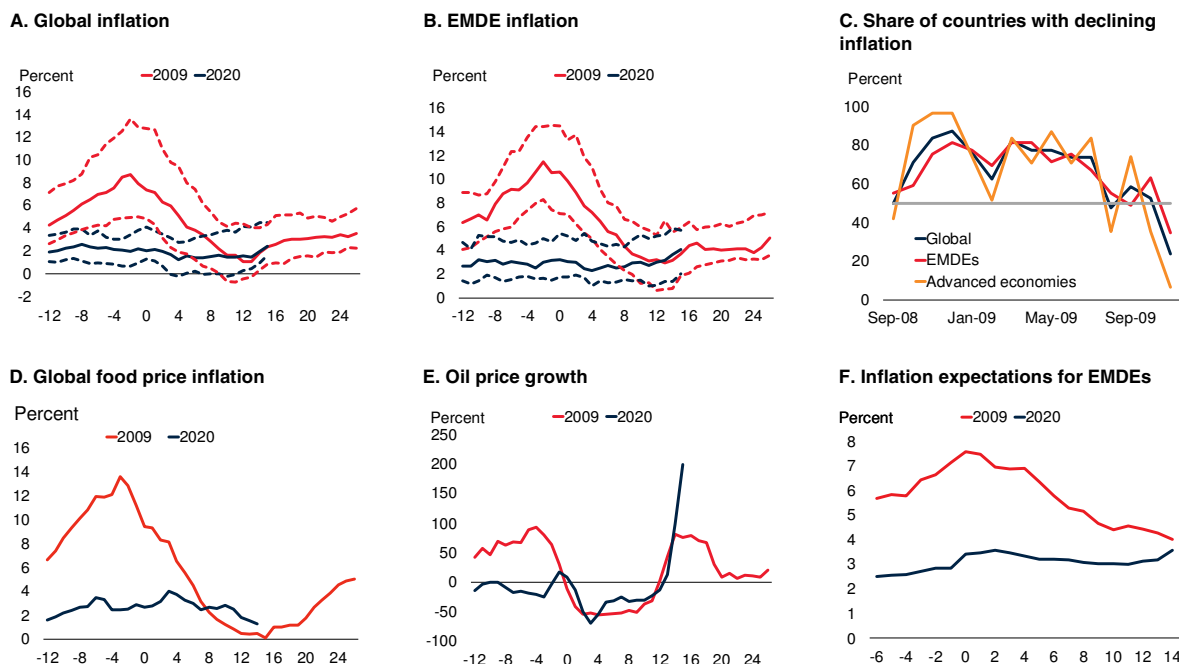 A. Global inflation
Percent
2009 2020
16
14
12
10
8
6
4
2
0
-2
-12 -8 -4 0 4 8 12 16 20 24
B. EMDE inflation
Percent
2009 2020
16
14
12
10
8
6
4
2
0
-12 -8 -4 0 4 8 12 16 20 24
C. Share of countries with declining
inflation
Percent
100
80
60
40
20
0
Global
EMDEs
Advanced economies
Sep-08 Jan-09 May-09 Sep-09
D. Global food price inflation
Percent
2009 2020
16
14
12
10
8
6
4
2
0
-12 -8 -4 0 4 8 12 16 20 24
E. Oil price growth
Percent
2009 2020
250
200
150
100
50
0
-50
-100
-12 -8 -4 0 4 8 12 16 20 24
F. Inflation expectations for EMDEs
Percent
2009 2020
8
7
6
5
4
3
2
1
0
-6 -4 -2 0 2 4 6 8 10 12 14